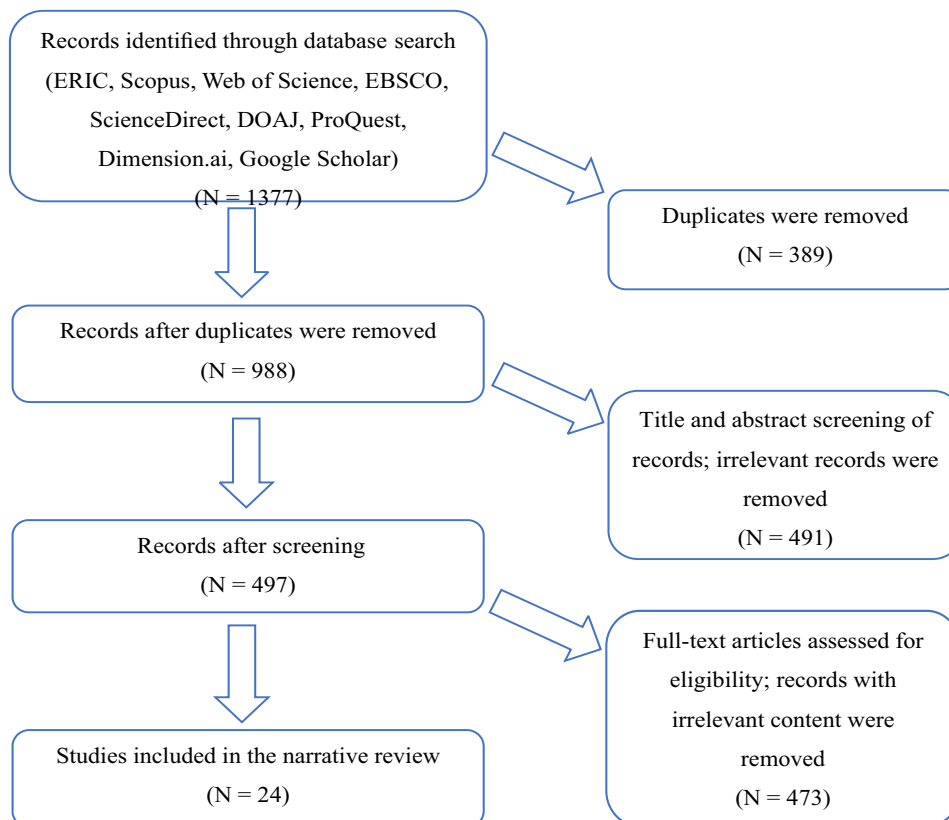 Records identified through database search
(ERIC, Scopus, Web of Science, EBSCO,
ScienceDirect, DOAJ, ProQuest,
Dimension.ai, Google Scholar)
(N = 1377)
Duplicates were removed
(N = 389)
Records after duplicates were removed
(N = 988)
Title and abstract screening of
records; irrelevant records were
removed
(N = 491)
Records after screening
(N = 497)
Full-text articles assessed for
eligibility; records with
irrelevant content were
removed
(N = 473)
Studies included in the narrative review
(N = 24)